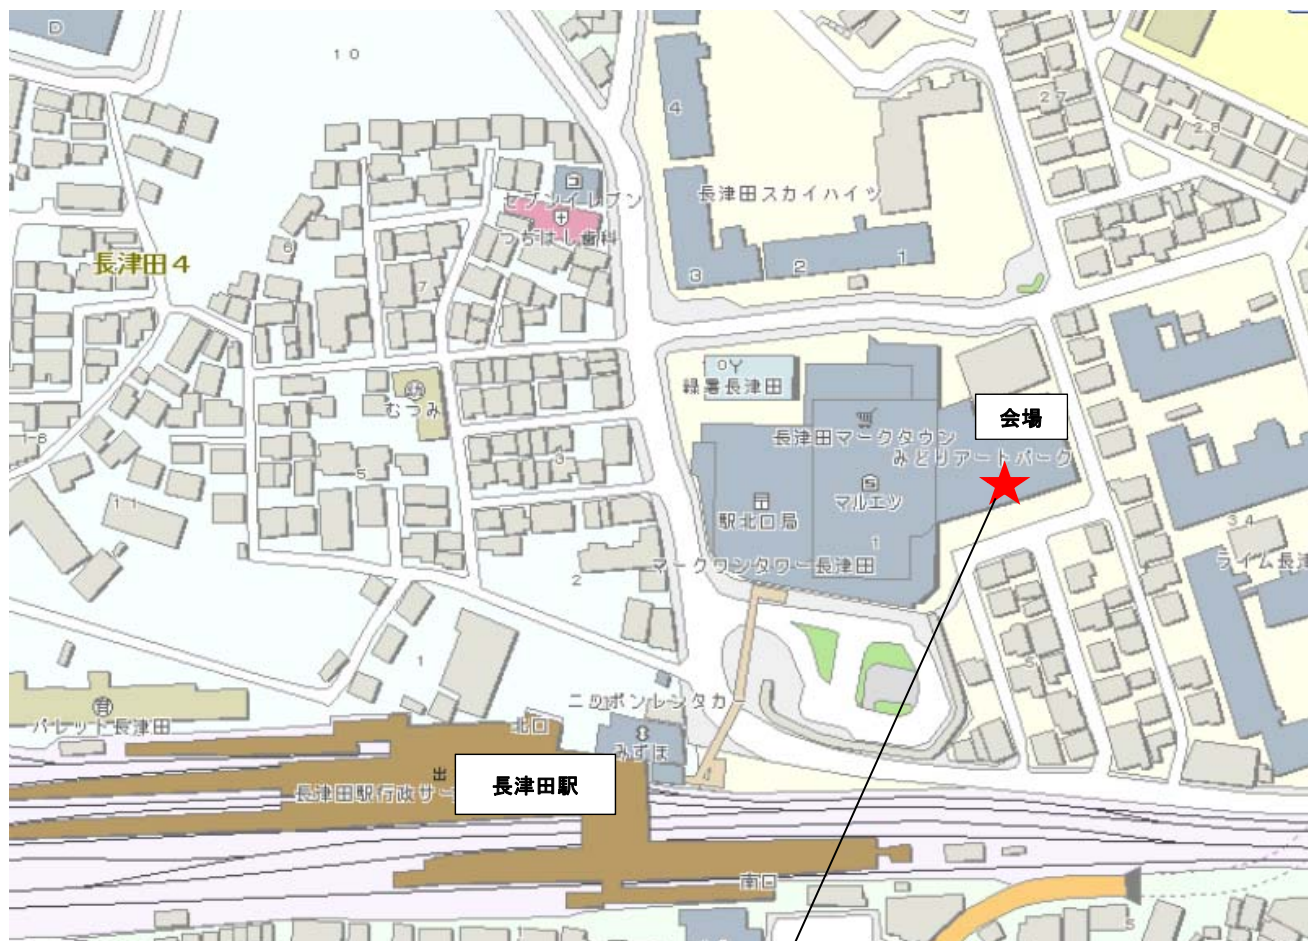 D
１０
４
２７
２８
長津田スカイハイツ
セブンイレブン
つちはし歯科
６
長津田４
７
３
２
１
緑署長津田
むつみ
会場
長津田マークタウン
みどりアートパーク
１６
５
３
１１
マルエツ
駅北口局
３４
１
マークワンタワー長津田
ライム長津
２
１
５
ニッポンレンタカー
パレット長津田
北口
みずほ
４
出
長津田駅
長津田駅行政サー
南口
５